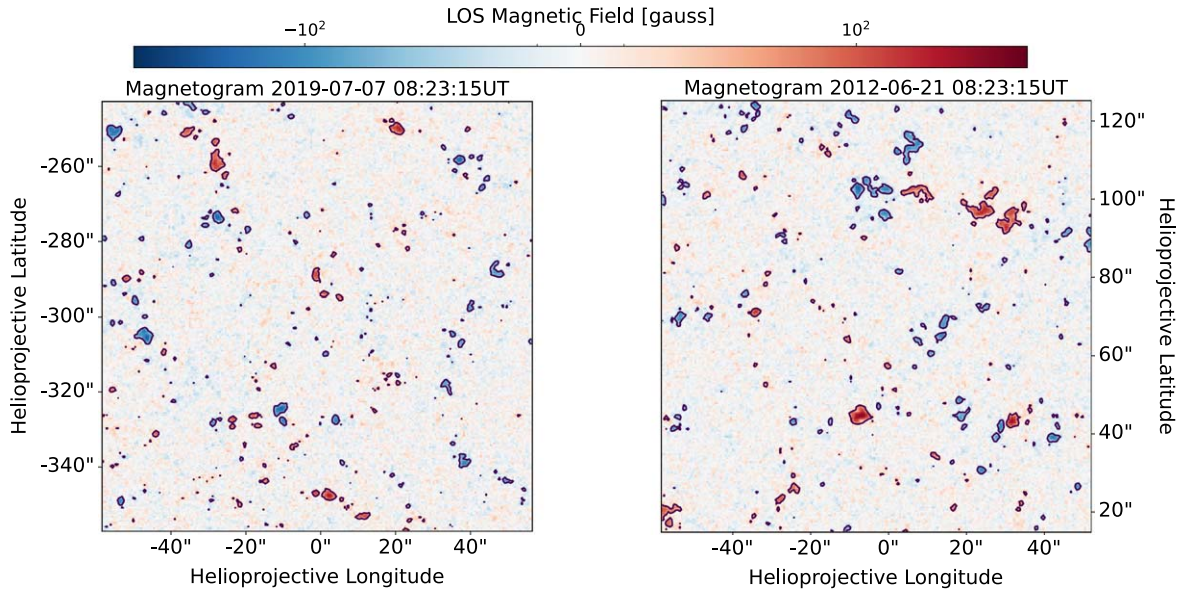 LOS Magnetic Field [gauss]
−10² 0 10²
Magnetogram 2019-07-07 08:23:15UT
Magnetogram 2012-06-21 08:23:15UT
Helioprojective Latitude
-260"
-280"
-300"
-320"
-340"
-40" -20" 0" 20" 40"
Helioprojective Longitude
120"
100"
80"
60"
40"
20"
Helioprojective Latitude
-40" -20" 0" 20" 40"
Helioprojective Longitude